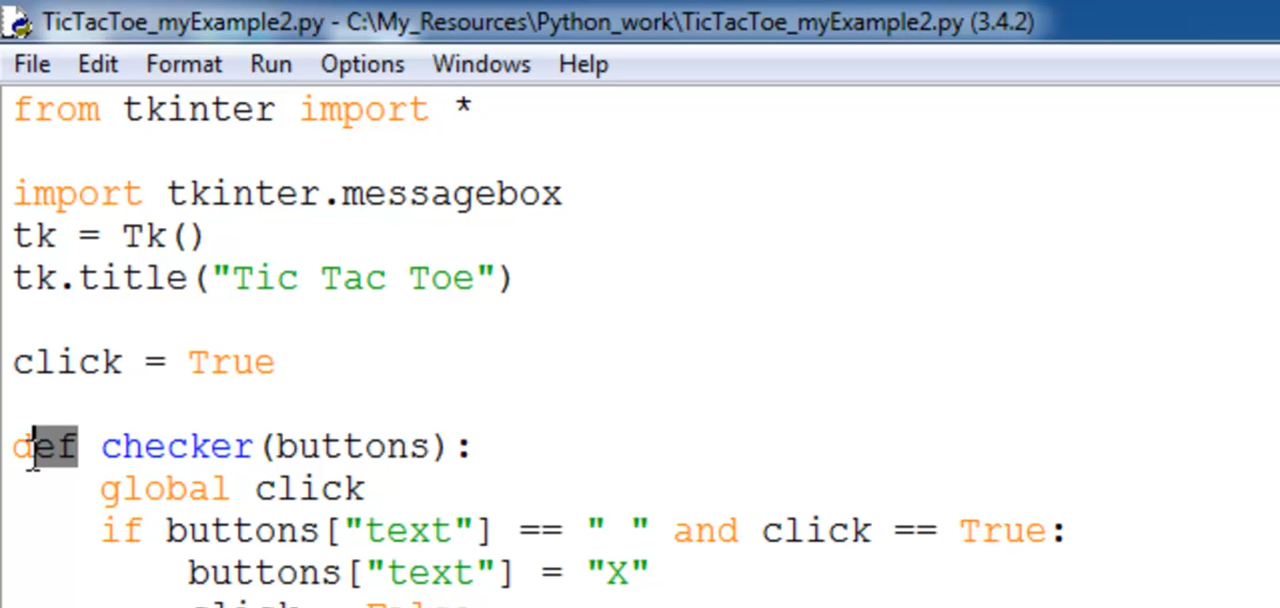 TicTacToe_myExample2.py - C:\My_Resources\Python_work\TicTacToe_myExample2.py (3.4.2)
File Edit Format Run Options Windows Help
from tkinter import *
import tkinter.messagebox
tk = Tk()
tk.title("Tic Tac Toe")
click = True
def checker(buttons):
    global click
    if buttons["text"] == " " and click == True:
        buttons["text"] = "X"
        click = False